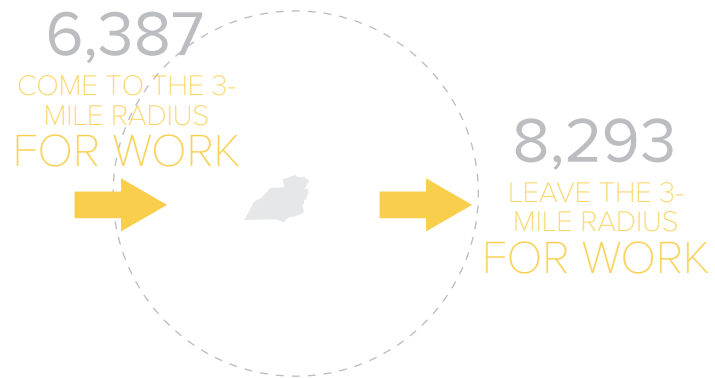 6,387
COME TO THE 3-
MILE RADIUS
FOR WORK
8,293
LEAVE THE 3-
MILE RADIUS
FOR WORK